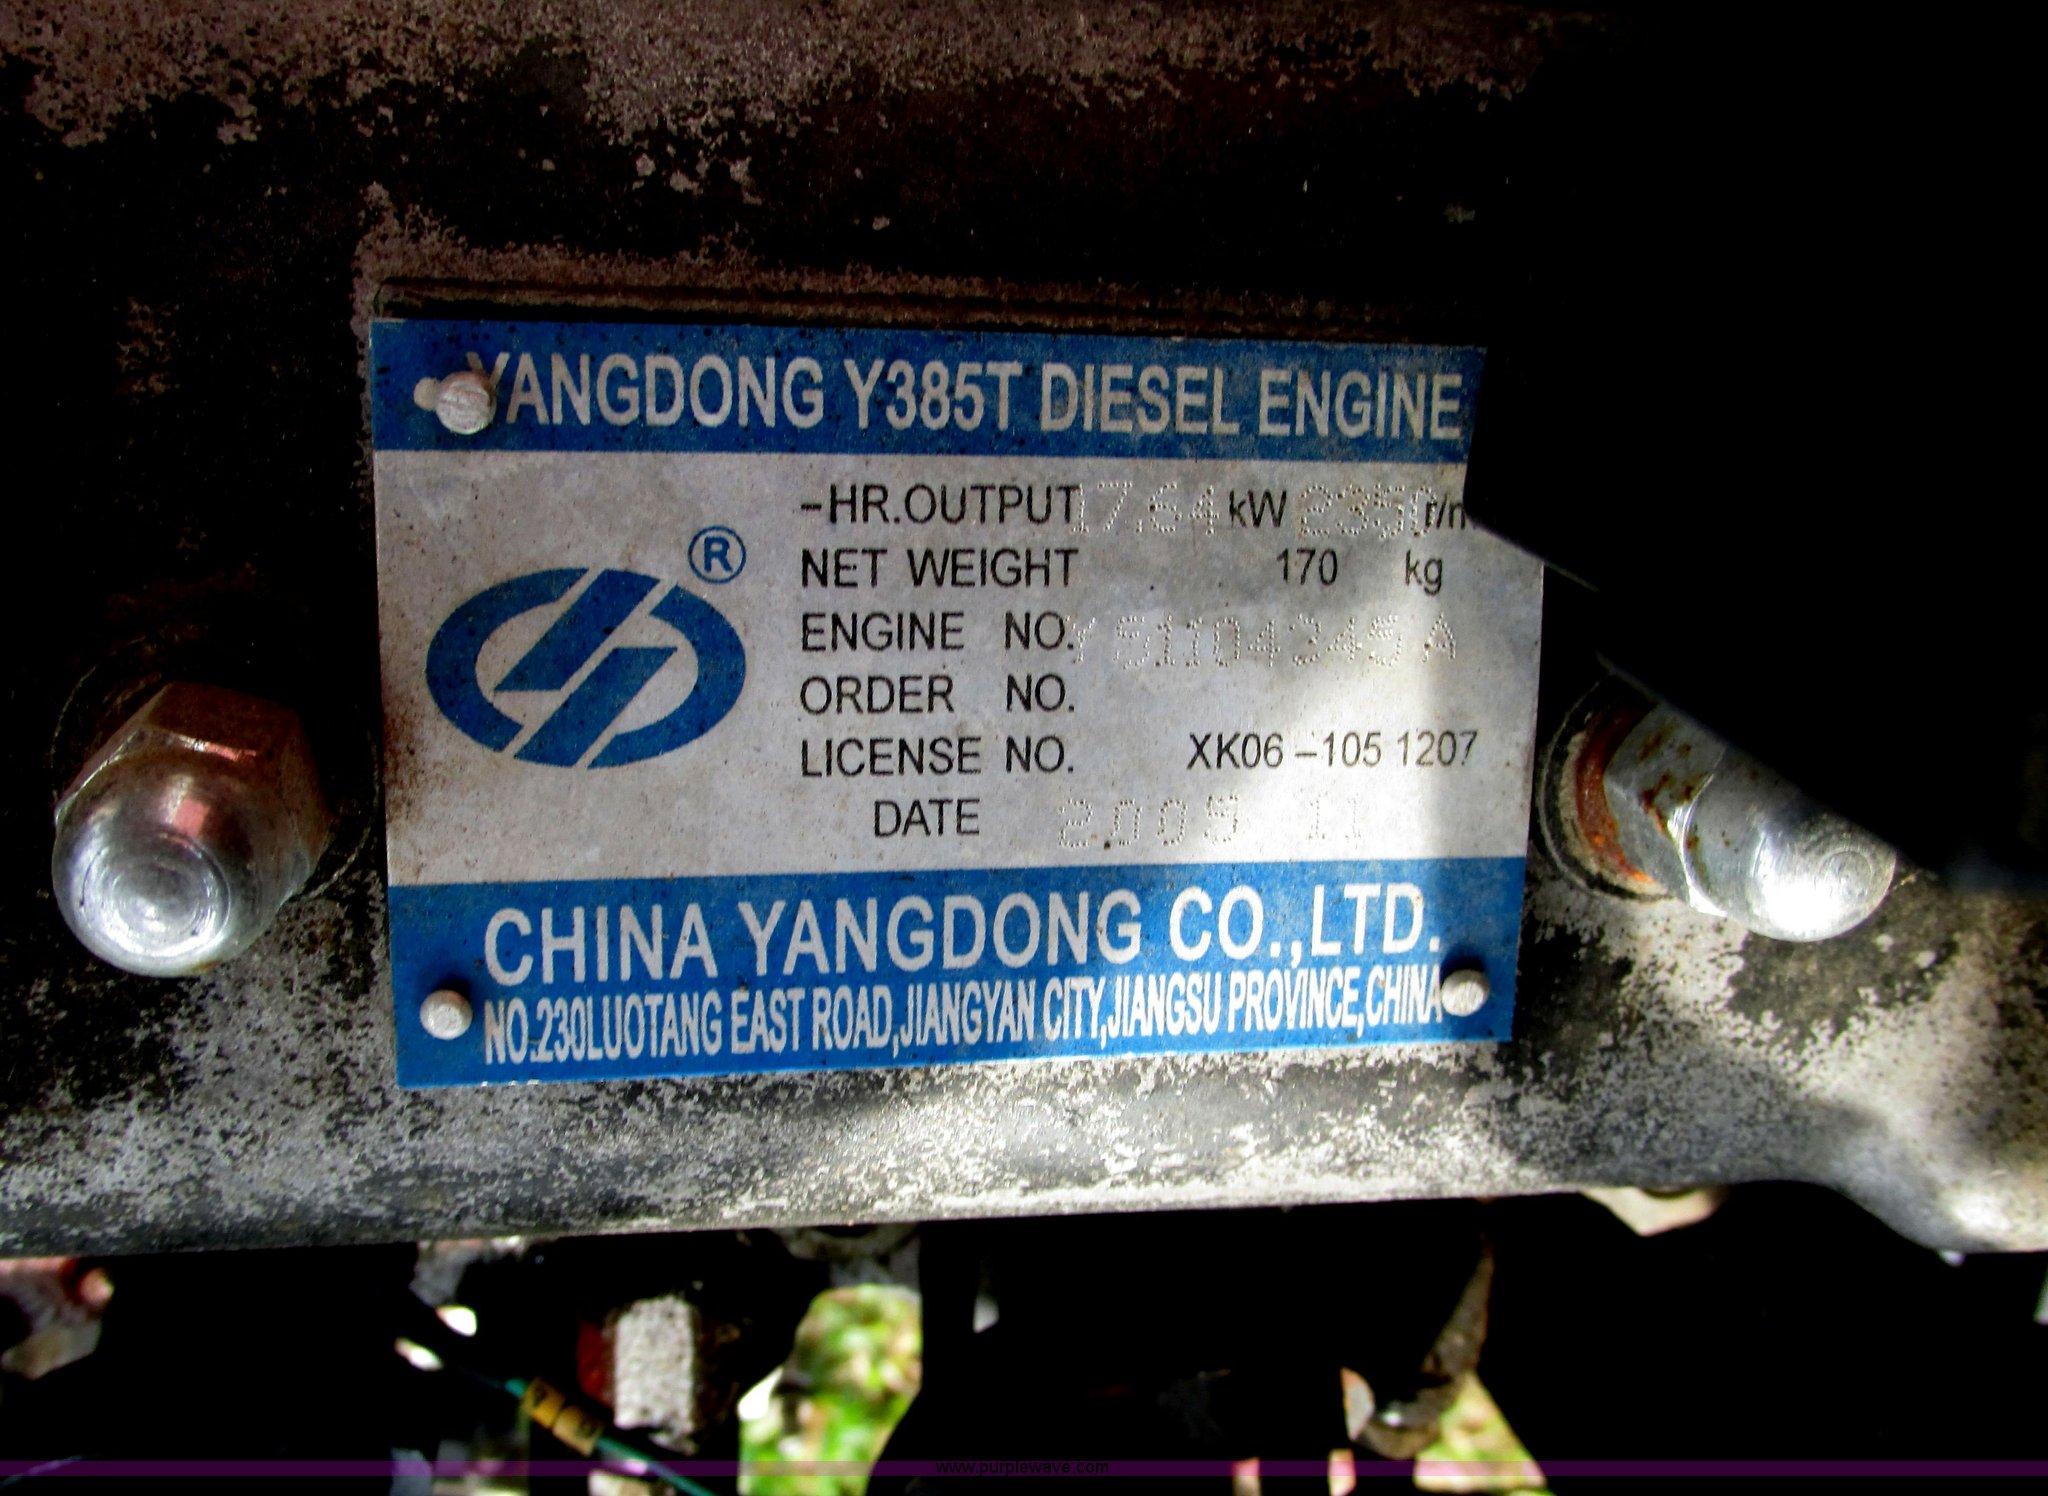 YANGDONG Y385T DIESEL ENGINE
®
-HR.OUTPUT 17.64 kW 2350 r/
NET WEIGHT 170 kg
ENGINE NO. Y51104245A
ORDER NO.
LICENSE NO. XK06-105 1207
DATE 11
CHINA YANGDONG CO.,LTD.
NO.230LUOTANG EAST ROAD,JIANGYAN CITY,JIANGSU PROVINCE,CHINA
www.purplewave.com